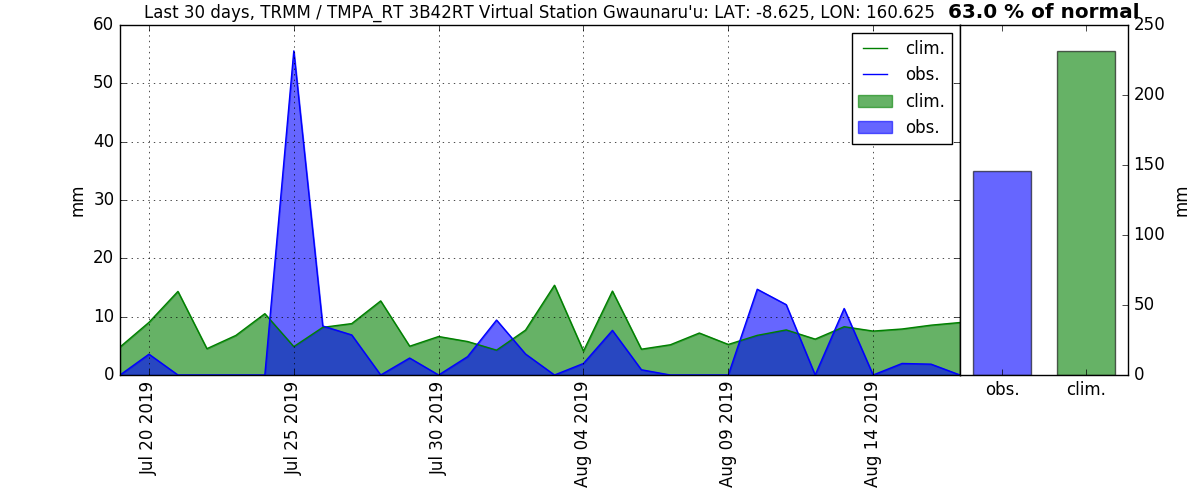 Last 30 days, TRMM / TMPA_RT 3B42RT Virtual Station Gwaunaru'u: LAT: -8.625, LON: 160.625
63.0 % of normal
60
50
40
30
20
10
0
mm
clim.
obs.
clim.
obs.
Jul 20 2019
Jul 25 2019
Jul 30 2019
Aug 04 2019
Aug 09 2019
Aug 14 2019
250
200
150
100
50
0
mm
obs.
clim.